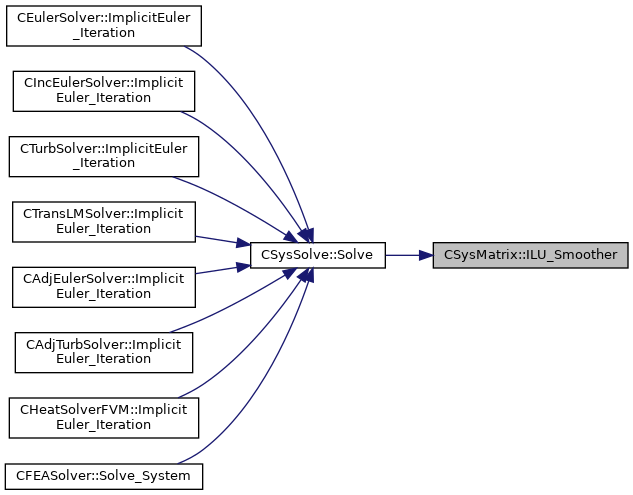 CEulerSolver::ImplicitEuler
_Iteration
CIncEulerSolver::Implicit
Euler_Iteration
CTurbSolver::ImplicitEuler
_Iteration
CTransLMSolver::Implicit
Euler_Iteration
CSysSolve::Solve
CSysMatrix::ILU_Smoother
CAdjEulerSolver::Implicit
Euler_Iteration
CAdjTurbSolver::Implicit
Euler_Iteration
CHeatSolverFVM::Implicit
Euler_Iteration
CFEASolver::Solve_System